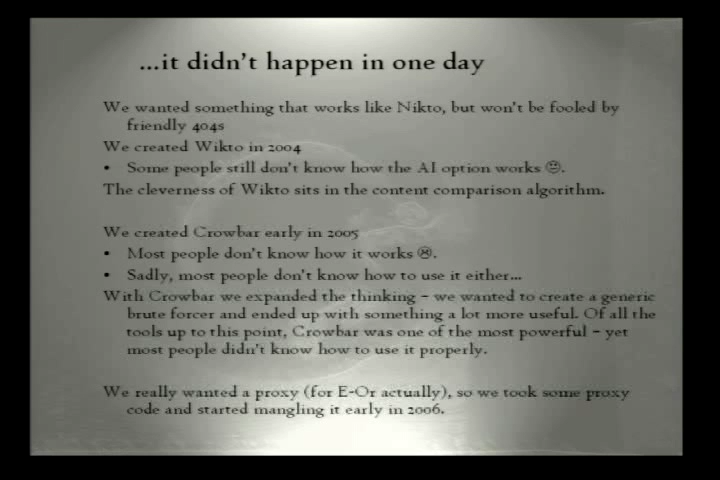 ...it didn't happen in one day
We wanted something that works like Nikto, but won't be fooled by
friendly 404s
We created Wikto in 2004
• Some people still don't know how the AI option works 😐.
The cleverness of Wikto sits in the content comparison algorithm.
We created Crowbar early in 2005
• Most people don't know how it works ☹.
• Sadly, most people don't know how to use it either...
With Crowbar we expanded the thinking – we wanted to create a generic
brute forcer and ended up with something a lot more useful. Of all the
tools up to this point, Crowbar was one of the most powerful – yet
most people didn't know how to use it properly.
We really wanted a proxy (for E-Or actually), so we took some proxy
code and started mangling it early in 2006.